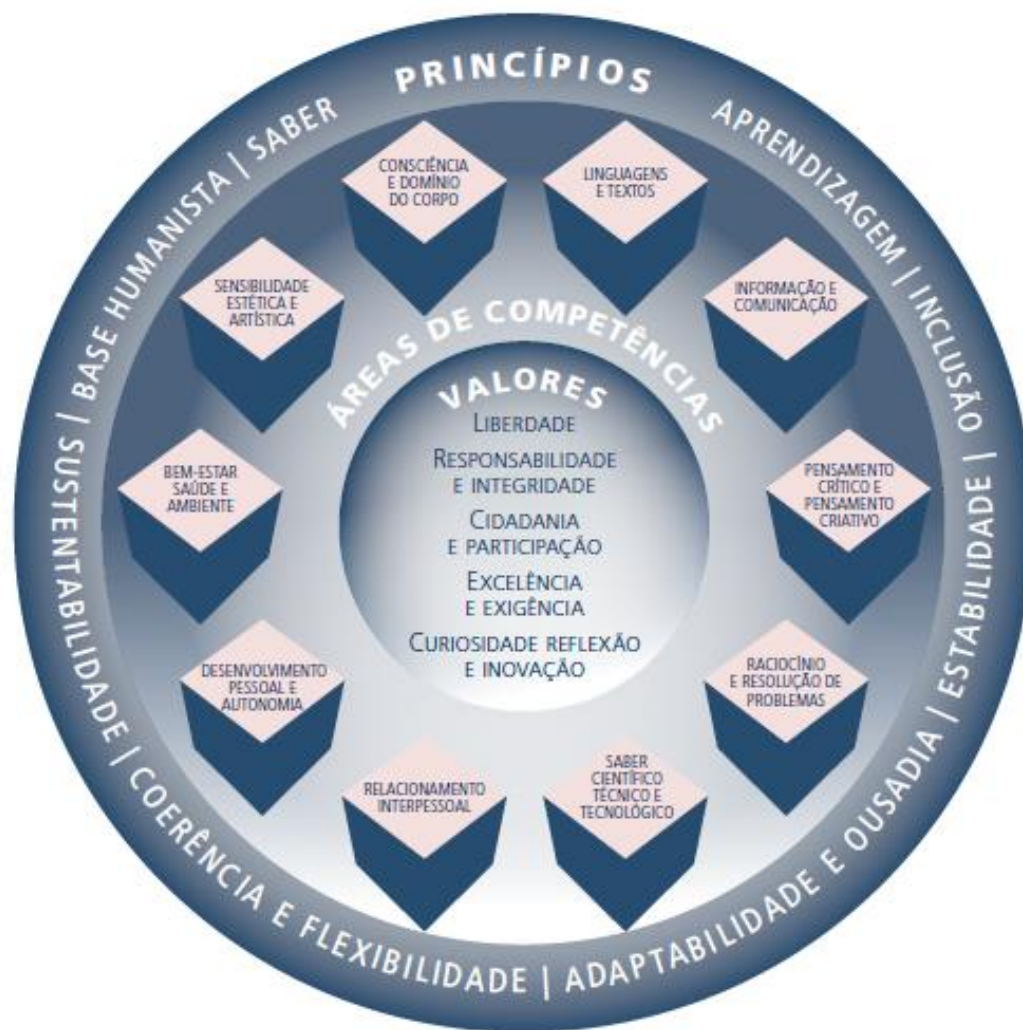 PRINCÍPIOS
APRENDIZAGEM | INCLUSÃO | ESTABILIDADE | ADAPTABILIDADE E OUSADIA | COERÊNCIA E FLEXIBILIDADE | SUSTENTABILIDADE | BASE HUMANISTA | SABER
ÁREAS DE COMPETÊNCIAS
LINGUAGENS
E TEXTOS
INFORMAÇÃO E
COMUNICAÇÃO
PENSAMENTO
CRÍTICO E
PENSAMENTO
CRIATIVO
RACIOCÍNIO
E RESOLUÇÃO DE
PROBLEMAS
SABER
CIENTÍFICO
TÉCNICO E
TECNOLÓGICO
RELACIONAMENTO
INTERPESSOAL
DESENVOLVIMENTO
PESSOAL E
AUTONOMIA
BEM-ESTAR
SAÚDE E
AMBIENTE
SENSIBILIDADE
ESTÉTICA E
ARTÍSTICA
CONSCIÊNCIA
E DOMÍNIO
DO CORPO
VALORES
LIBERDADE
RESPONSABILIDADE
E INTEGRIDADE
CIDADANIA
E PARTICIPAÇÃO
EXCELÊNCIA
E EXIGÊNCIA
CURIOSIDADE REFLEXÃO
E INOVAÇÃO